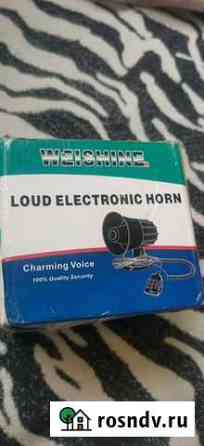 WEISHINE
LOUD ELECTRONIC HORN
Charming Voice
100% Quality Security
rosndv.ru